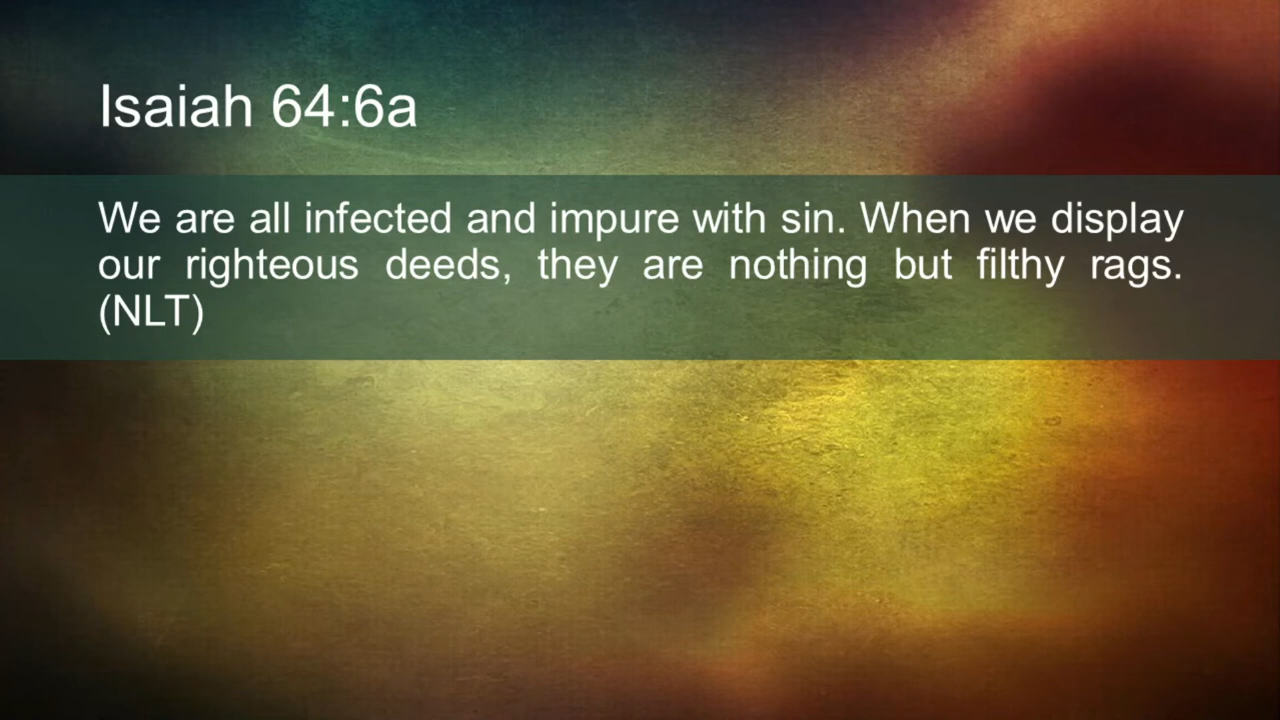 Isaiah 64:6a
We are all infected and impure with sin. When we display
our righteous deeds, they are nothing but filthy rags.
(NLT)